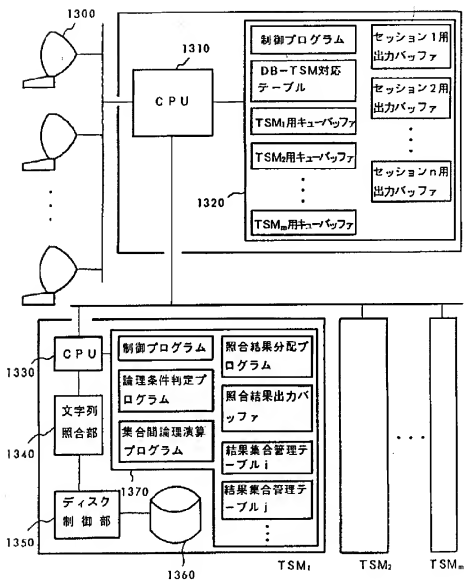 1300
1310
CPU
制御プログラム
DB-TSM対応
テーブル
TSM₁用キューバッファ
TSM₂用キューバッファ
TSMm用キューバッファ
セッション1用
出力バッファ
セッション2用
出力バッファ
セッションn用
出力バッファ
1320
CPU
1330
文字列
照合部
1340
ディスク
制御部
1350
1360
制御プログラム
論理条件判定プ
ログラム
集合間論理演算
プログラム
1370
照合結果分配プ
ログラム
照合結果出力バ
ッファ
結果集合管理テ
ーブルi
結果集合管理テ
ーブルj
TSM₁
TSM₂
TSMm